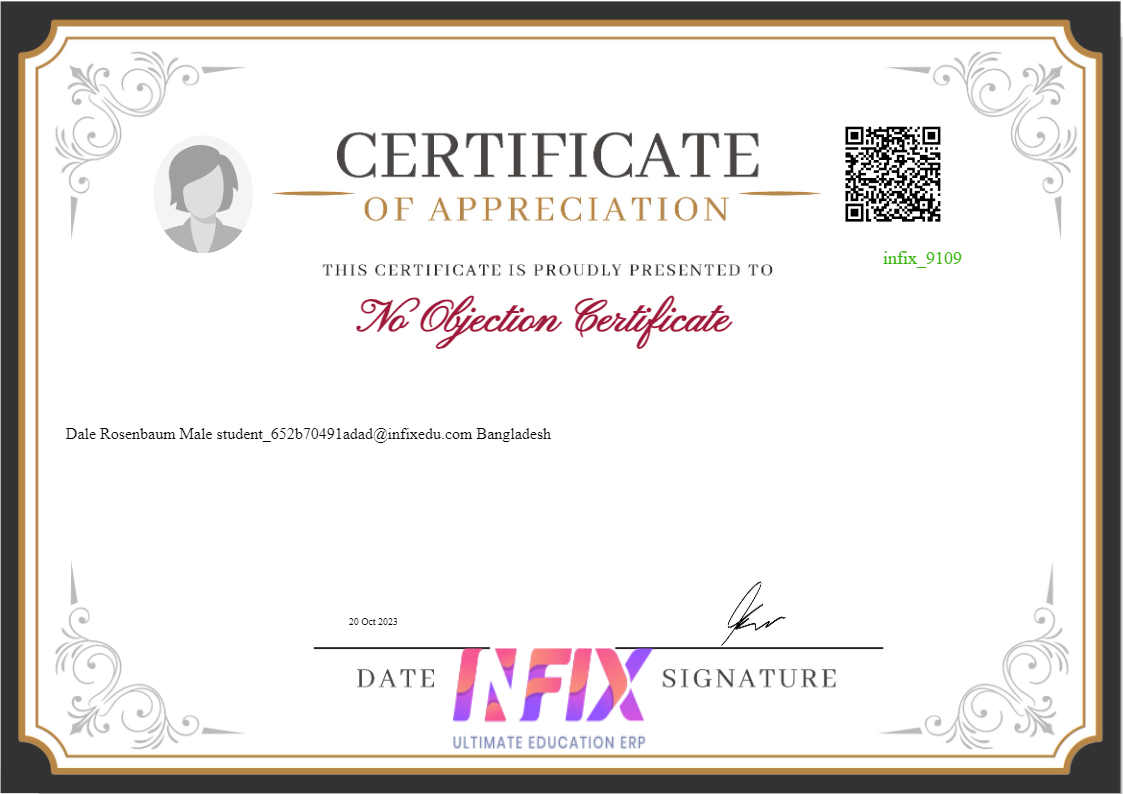 CERTIFICATE
OF APPRECIATION
infix_9109
THIS CERTIFICATE IS PROUDLY PRESENTED TO
No Objection Certificate
Dale Rosenbaum Male student_652b70491adad@infixedu.com Bangladesh
20 Oct 2023
DATE
SIGNATURE
INFIX
ULTIMATE EDUCATION ERP